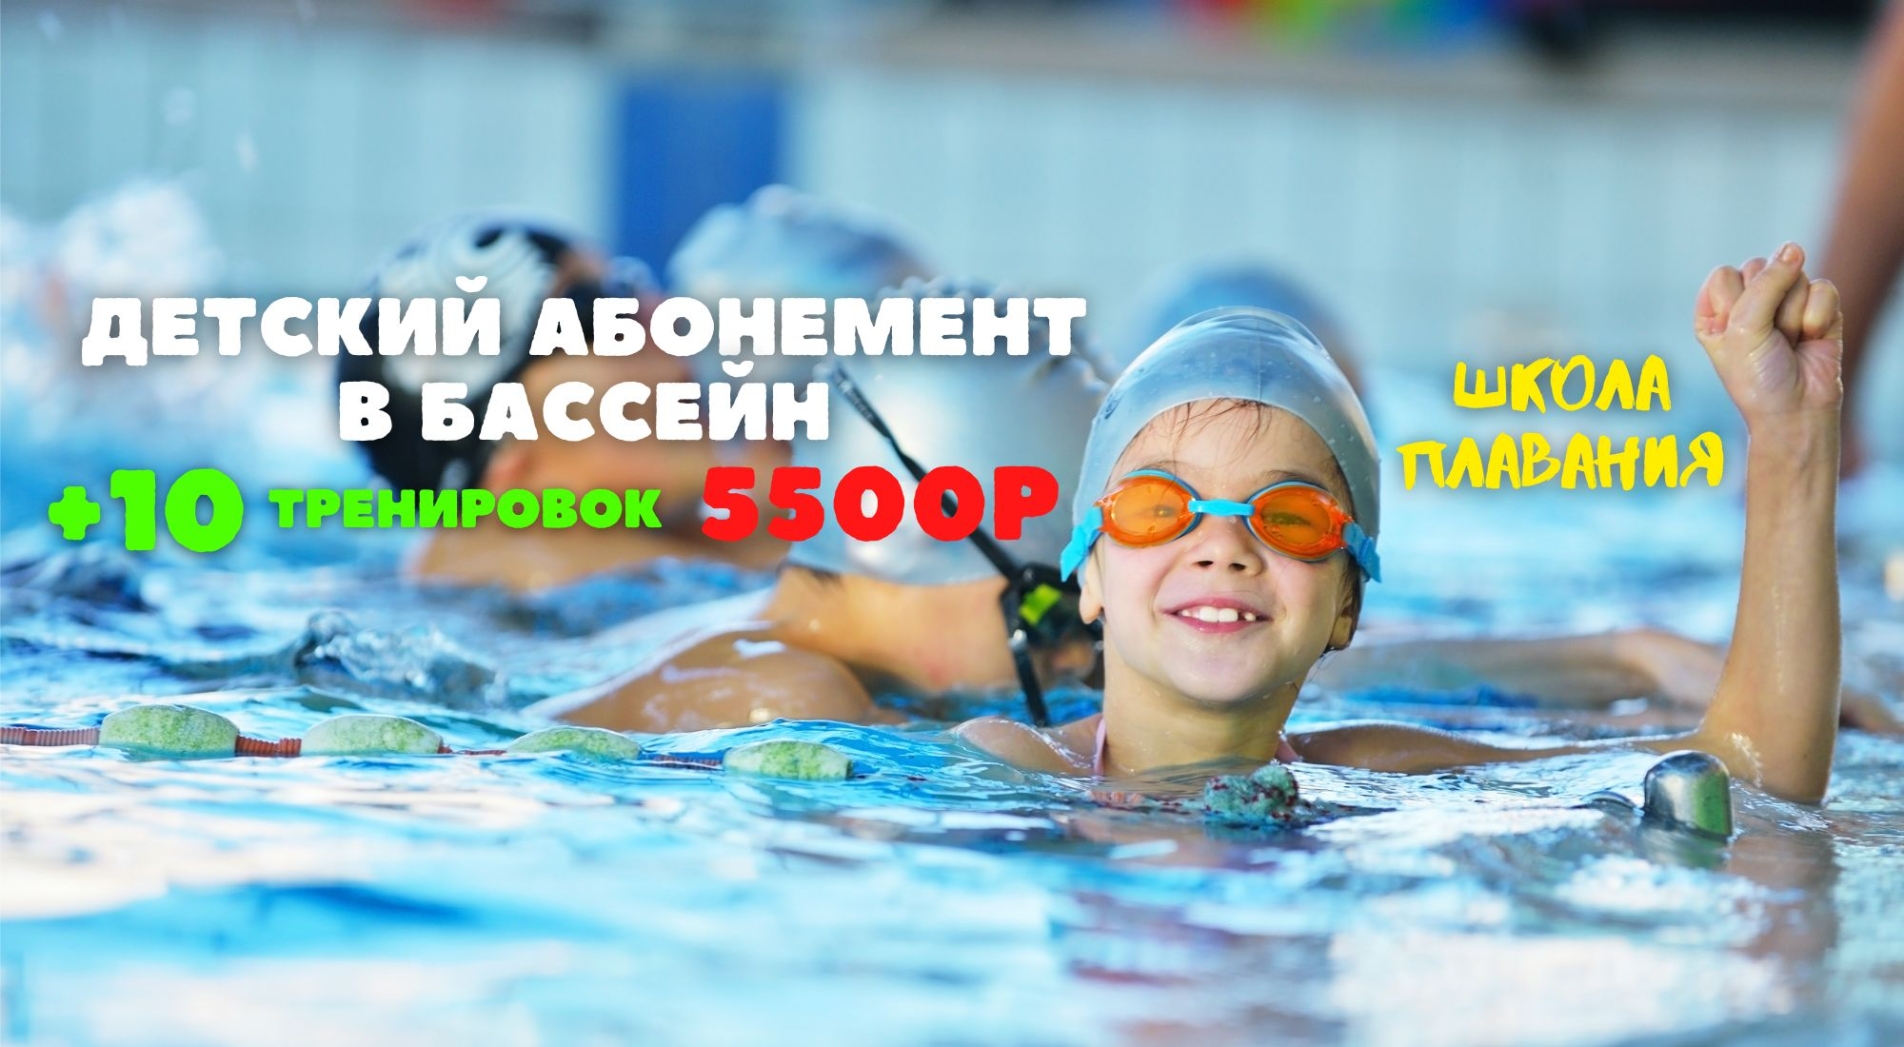 ДЕТСКИЙ АБОНЕМЕНТ
В БАССЕЙН
+10 ТРЕНИРОВОК 5500Р
ШКОЛА
ПЛАВАНИЯ